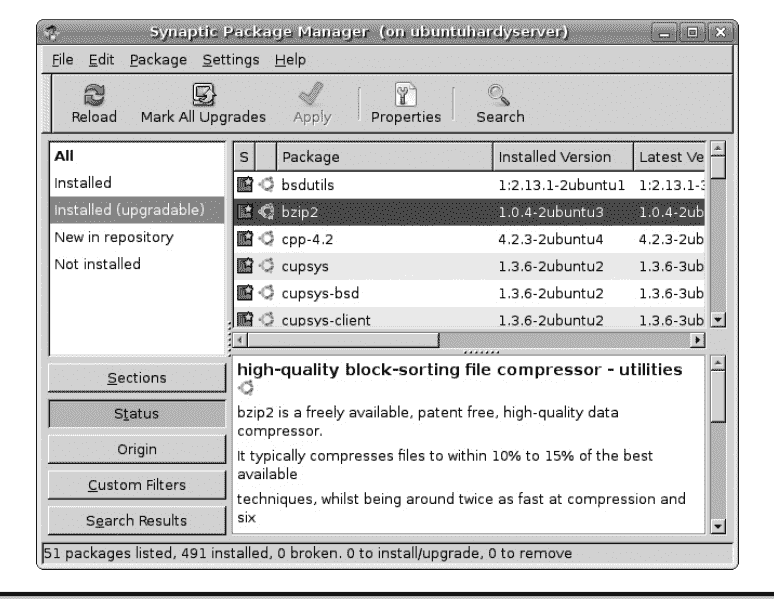 Synaptic Package Manager (on ubuntuhardyserver)
File Edit Package Settings Help
Reload Mark All Upgrades Apply Properties Search
All
Installed
Installed (upgradable)
New in repository
Not installed
S Package Installed Version Latest Ve
bsdutils 1:2.13.1-2ubuntu1 1:2.13.1-
bzip2 1.0.4-2ubuntu3 1.0.4-2ub
cpp-4.2 4.2.3-2ubuntu4 4.2.3-2ub
cupsys 1.3.6-2ubuntu2 1.3.6-3ub
cupsys-bsd 1.3.6-2ubuntu2 1.3.6-3ub
cupsys-client 1.3.6-2ubuntu2 1.3.6-3ub
Sections
Status
Origin
Custom Filters
Search Results
high-quality block-sorting file compressor - utilities
bzip2 is a freely available, patent free, high-quality data
compressor.
It typically compresses files to within 10% to 15% of the best
available
techniques, whilst being around twice as fast at compression and
six
51 packages listed, 491 installed, 0 broken. 0 to install/upgrade, 0 to remove